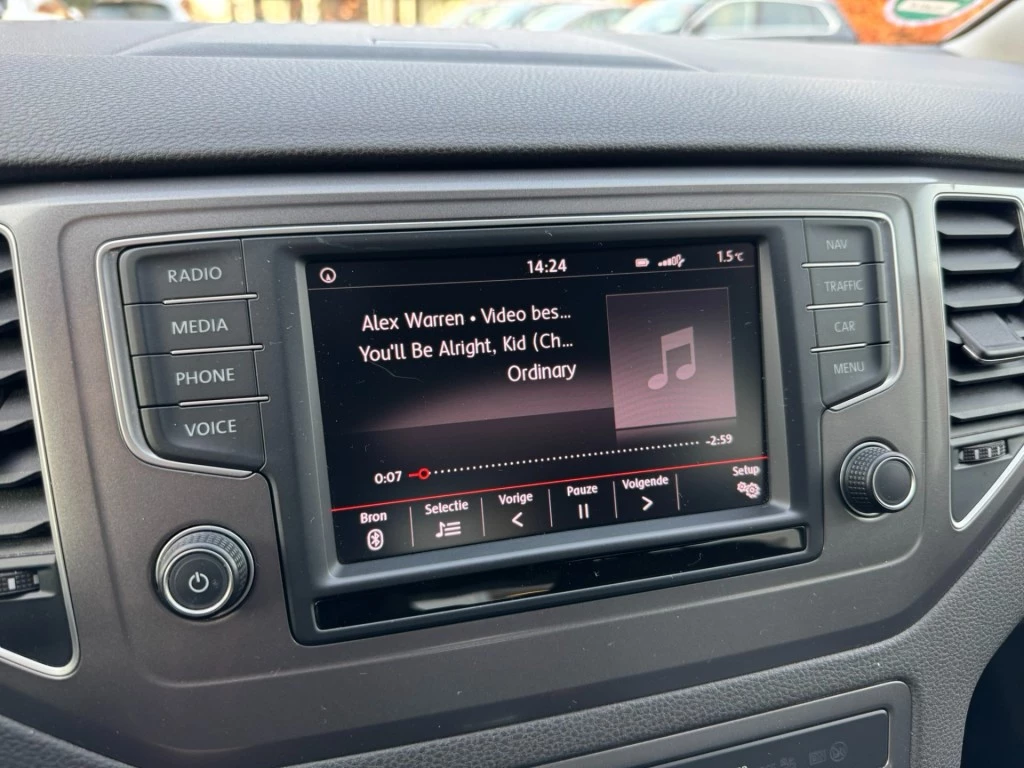 RADIO
MEDIA
PHONE
VOICE
14:24
1.5°C
Alex Warren • Video bes...
You'll Be Alright, Kid (Ch...
Ordinary
0:07
-2:59
Bron
Selectie
Vorige
Pauze
Volgende
Setup
NAV
TRAFFIC
CAR
MENU